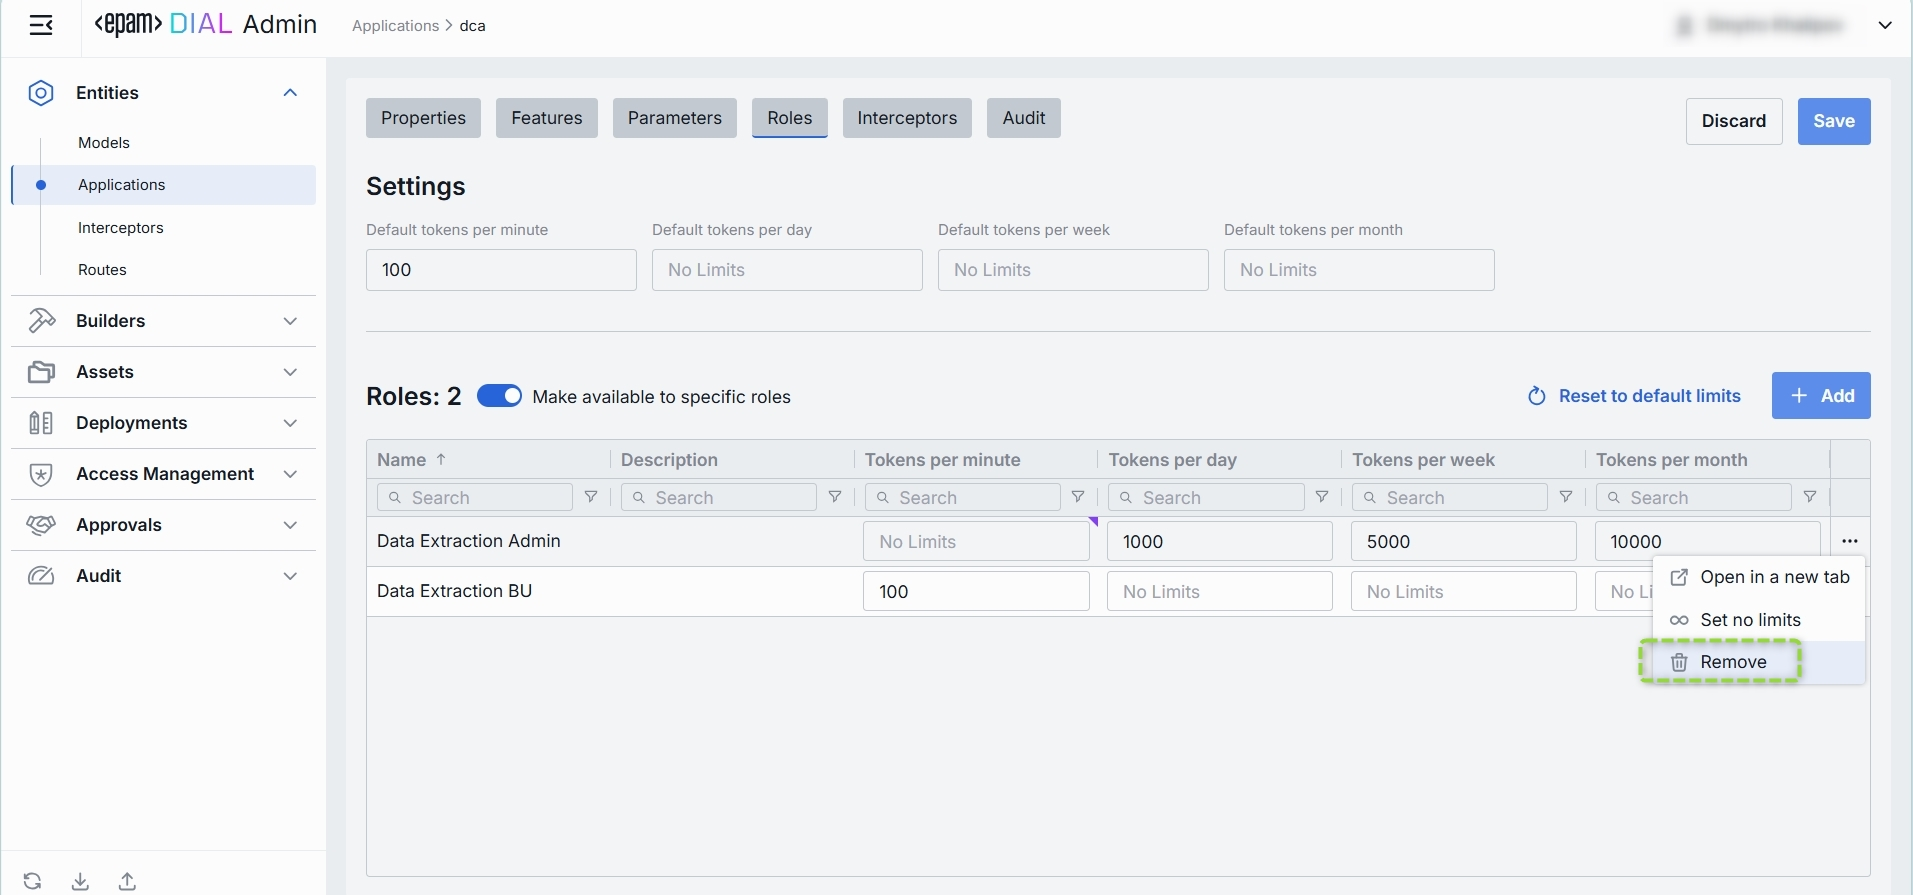 <epam> DIAL Admin
Applications > dca
Entities
Models
Applications
Interceptors
Routes
Builders
Assets
Deployments
Access Management
Approvals
Audit
Properties
Features
Parameters
Roles
Interceptors
Audit
Discard
Save
Settings
Default tokens per minute
Default tokens per day
Default tokens per week
Default tokens per month
100
No Limits
No Limits
No Limits
Roles: 2
Make available to specific roles
Reset to default limits
+ Add
Name
Description
Tokens per minute
Tokens per day
Tokens per week
Tokens per month
Search
Search
Search
Search
Search
Search
Data Extraction Admin
No Limits
1000
5000
10000
Data Extraction BU
100
No Limits
No Limits
No Li
Open in a new tab
Set no limits
Remove